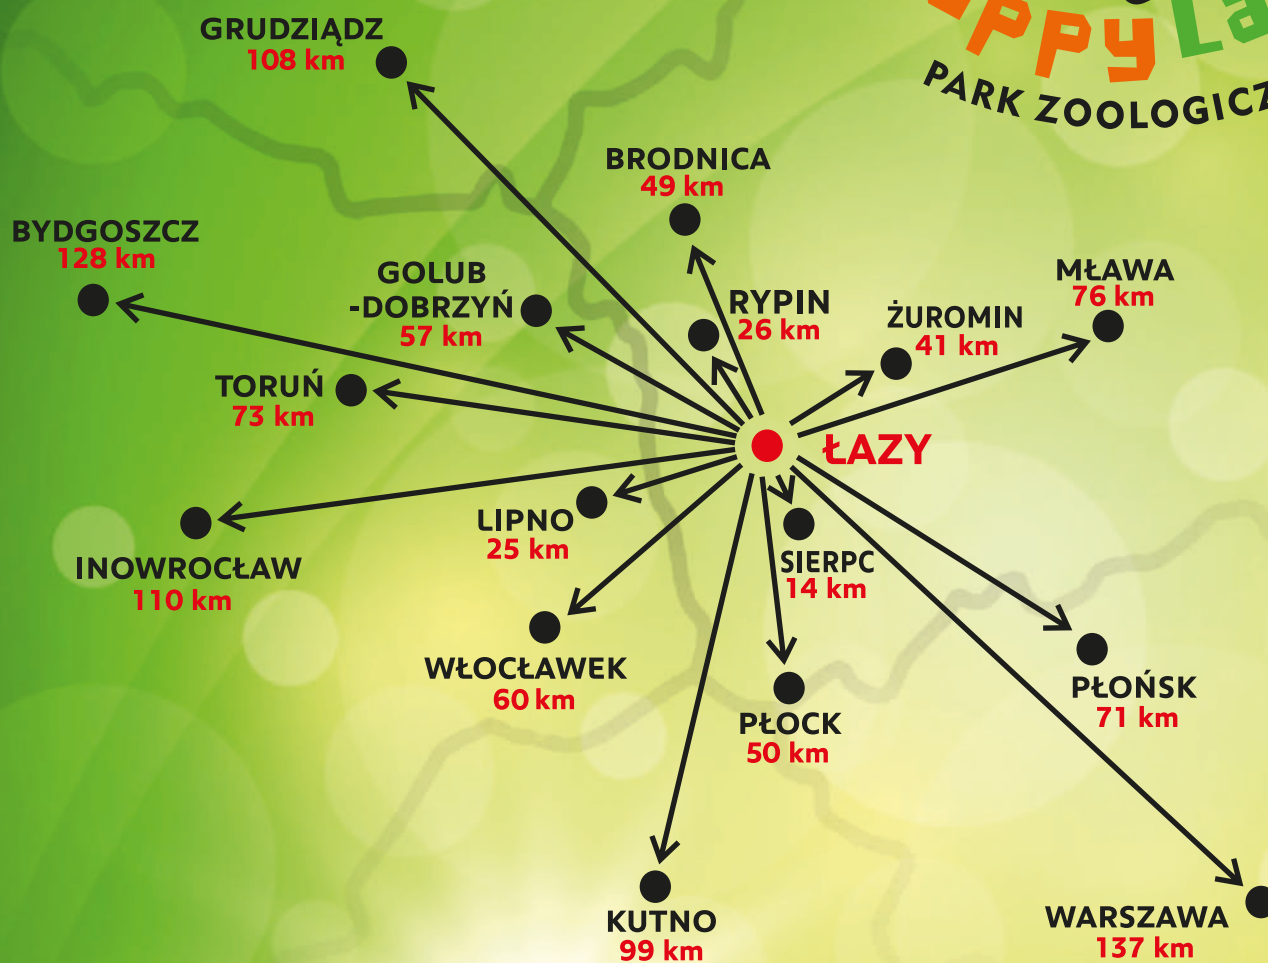 GRUDZIĄDZ
108 km
PARK ZOOLOGICZ
BRODNICA
49 km
BYDGOSZCZ
128 km
GOLUB
-DOBRZYŃ
57 km
RYPIN
26 km
ŻUROMIN
41 km
MŁAWA
76 km
TORUŃ
73 km
ŁAZY
INOWROCŁAW
110 km
LIPNO
25 km
SIERPC
14 km
WŁOCŁAWEK
60 km
PŁOCK
50 km
PŁOŃSK
71 km
KUTNO
99 km
WARSZAWA
137 km